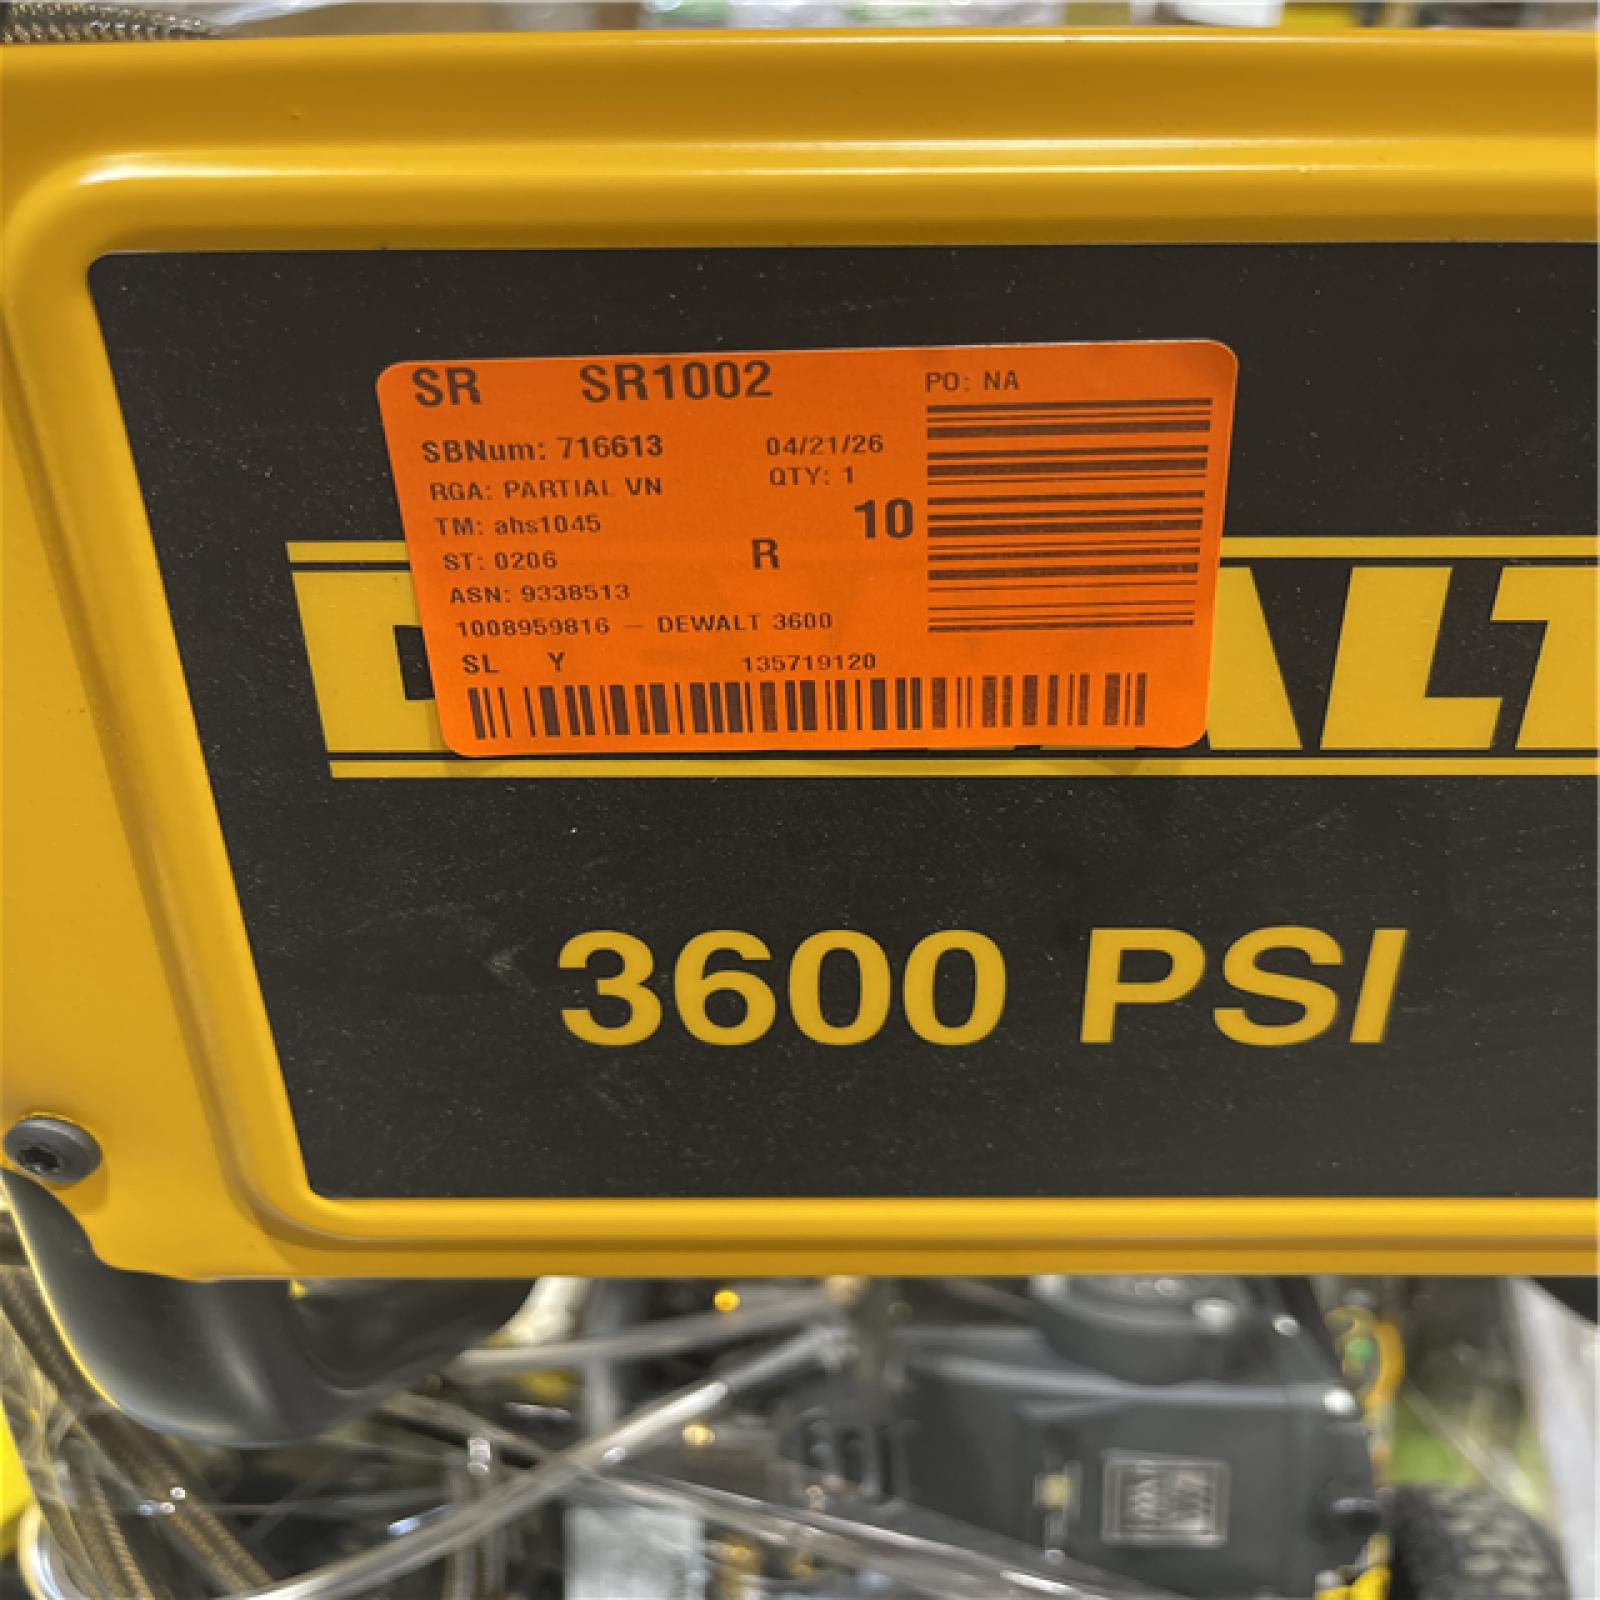 SR SR1002 PO: NA
SBNum: 716613 04/21/26
RGA: PARTIAL VN QTY: 1
TM: ahs1045 10
ST: 0206 R
ASN: 9338513
1008959816 - DEWALT 3600
SL Y 135719120
3600 PSI